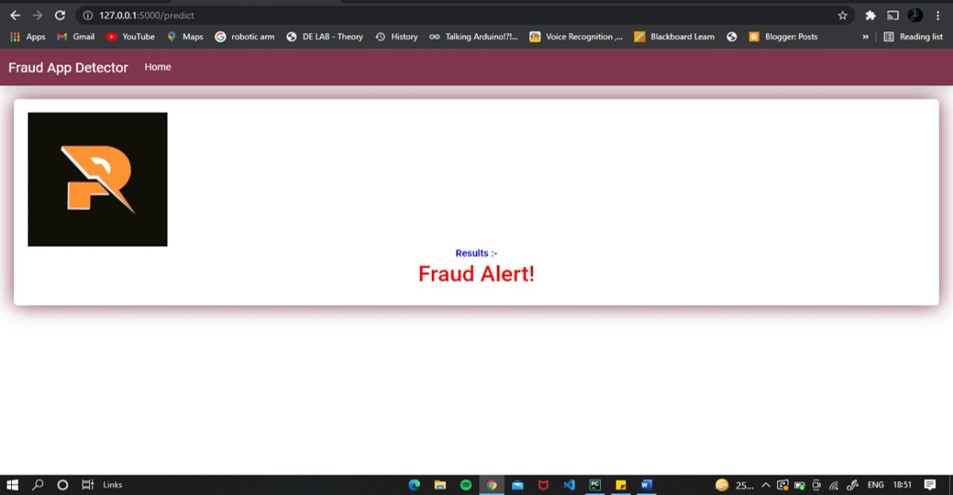 127.0.0.1:5000/predict
Apps Gmail YouTube Maps robotic arm DE LAB - Theory History Talking Arduino!?!... Voice Recognition ,... Blackboard Learn Blogger: Posts » Reading list
Fraud App Detector Home
Results :-
Fraud Alert!
Links 25... ENG 18:51